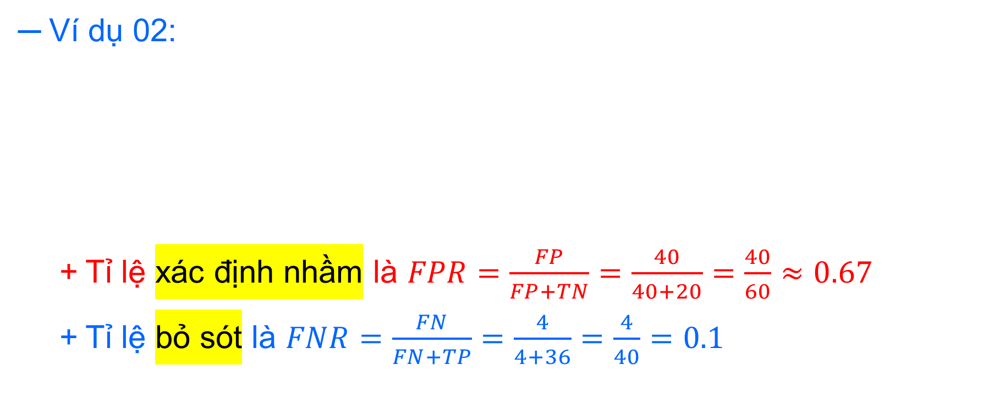 — Ví dụ 02:
+ Tỉ lệ xác định nhầm là FPR = FP/(FP+TN) = 40/(40+20) = 40/60 ≈ 0.67
+ Tỉ lệ bỏ sót là FNR = FN/(FN+TP) = 4/(4+36) = 4/40 = 0.1